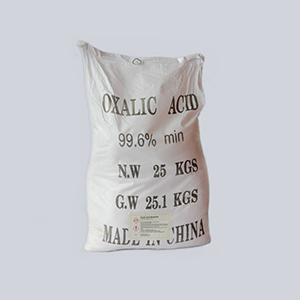 OXALIC ACID
99.6% min
N.W 25 KGS
G.W 25.1 KGS
MADE IN CHINA